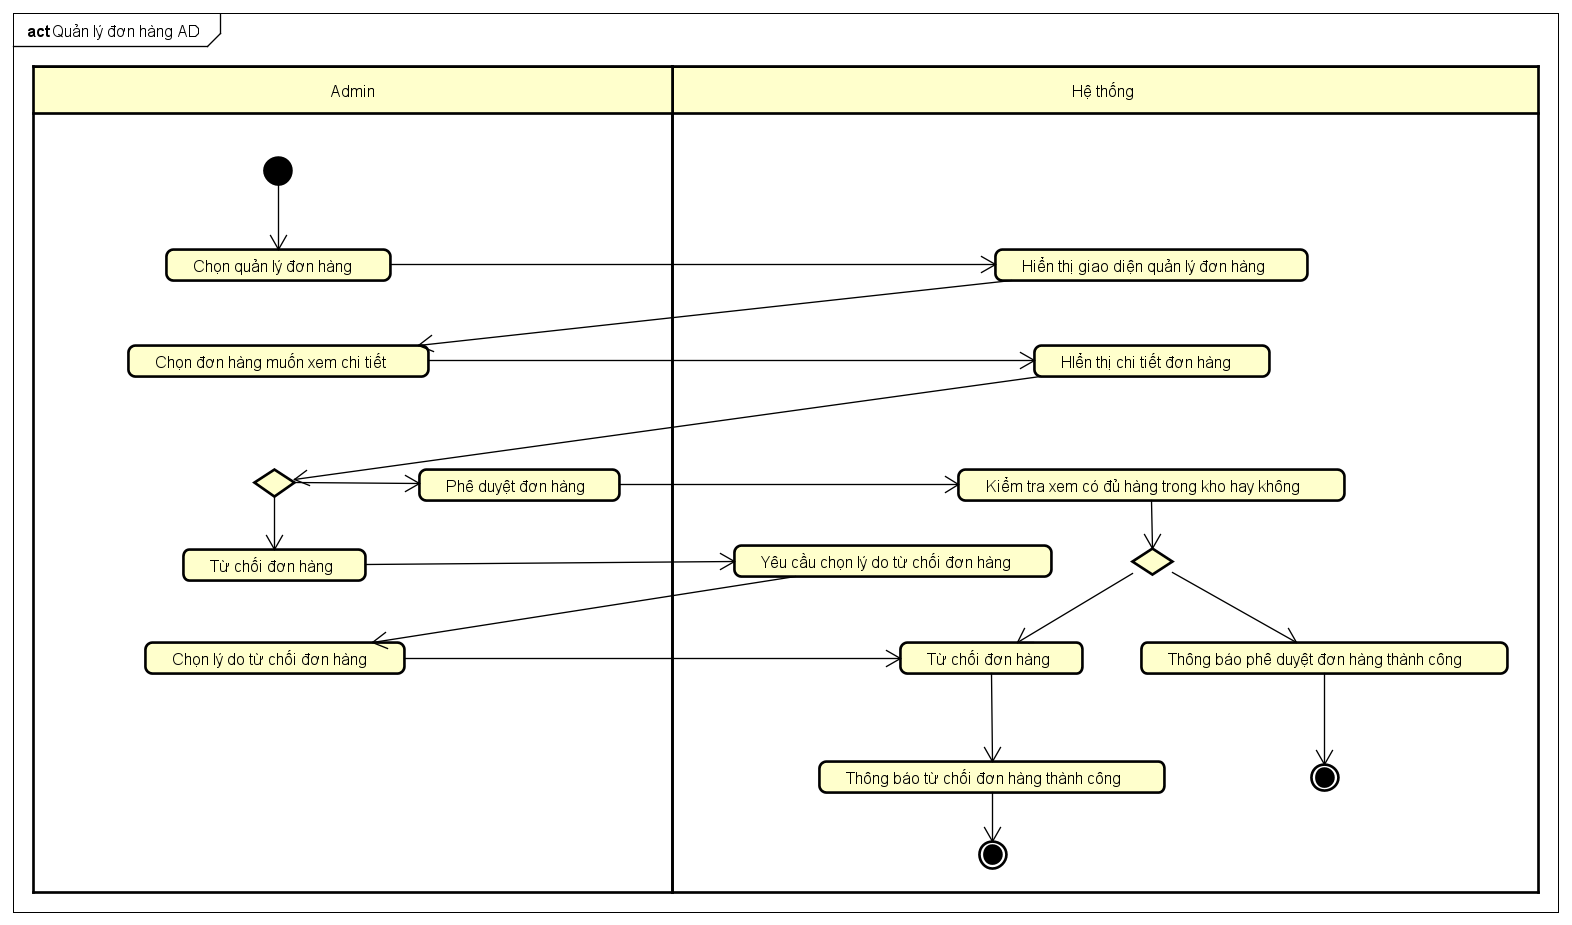 act Quản lý đơn hàng AD
Admin
Hệ thống
Chọn quản lý đơn hàng
Hiển thị giao diện quản lý đơn hàng
Chọn đơn hàng muốn xem chi tiết
HIển thị chi tiết đơn hàng
Phê duyệt đơn hàng
Kiểm tra xem có đủ hàng trong kho hay không
Từ chối đơn hàng
Yêu cầu chọn lý do từ chối đơn hàng
Chọn lý do từ chối đơn hàng
Từ chối đơn hàng
Thông báo phê duyệt đơn hàng thành công
Thông báo từ chối đơn hàng thành công